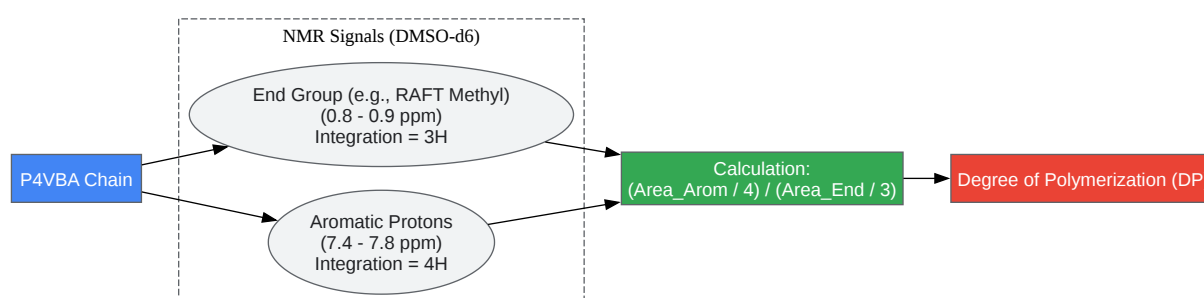 NMR Signals (DMSO-d6)
End Group (e.g., RAFT Methyl)
(0.8 - 0.9 ppm)
Integration = 3H
P4VBA Chain
Calculation:
(Area_Arom / 4) / (Area_End / 3)
Degree of Polymerization (DP
Aromatic Protons
(7.4 - 7.8 ppm)
Integration = 4H